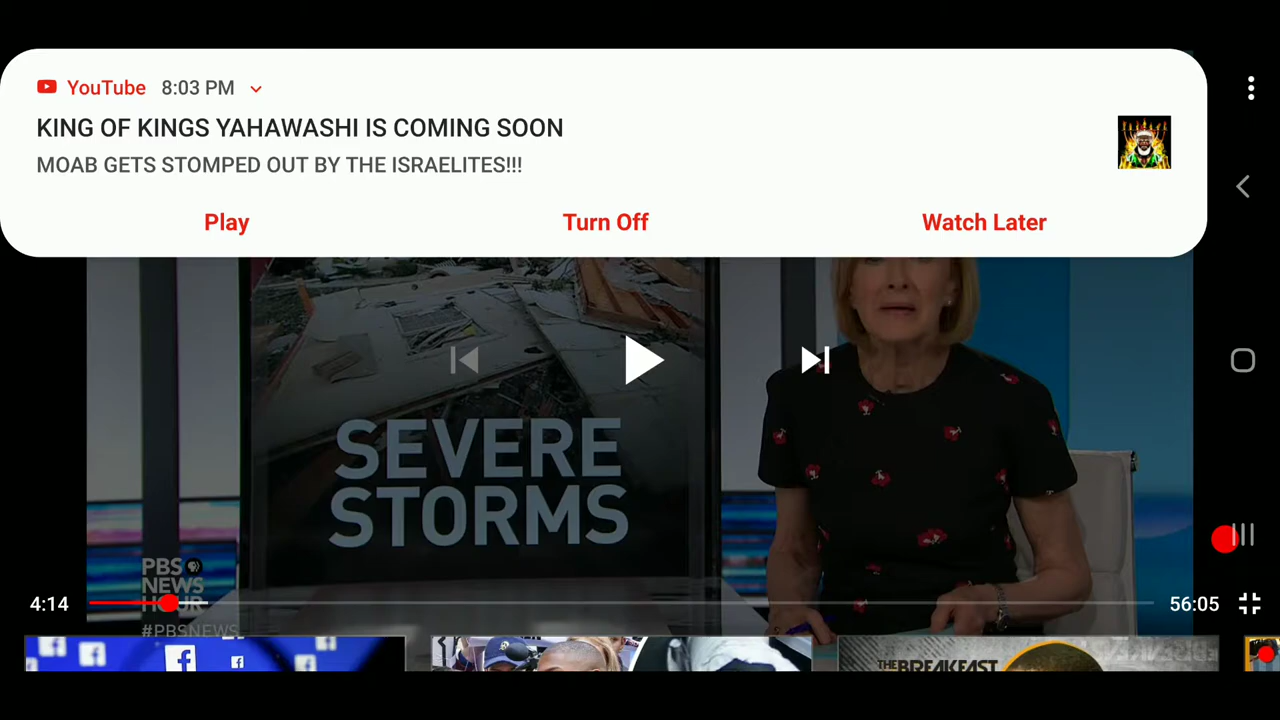 YouTube 8:03 PM
KING OF KINGS YAHAWASHI IS COMING SOON
MOAB GETS STOMPED OUT BY THE ISRAELITES!!!
Play Turn Off Watch Later
SEVERE
STORMS
PBS
NEWS
HOUR
4:14 56:05
#PBSNEWS
THE BREAKFAST